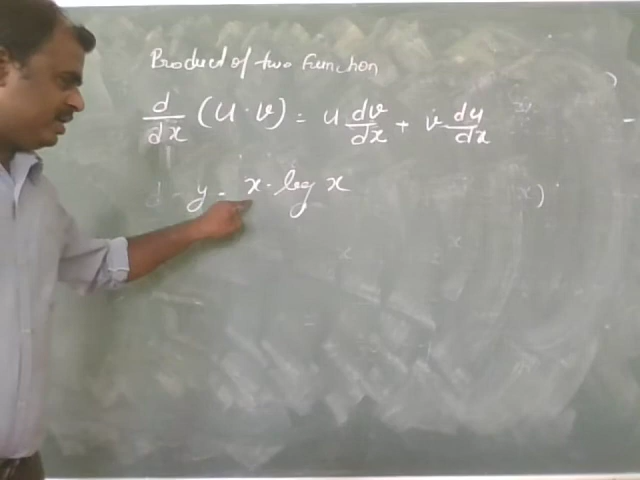 Product of two Function
d/dx (U · v) = u dv/dx + v du/dx
y = x · log x